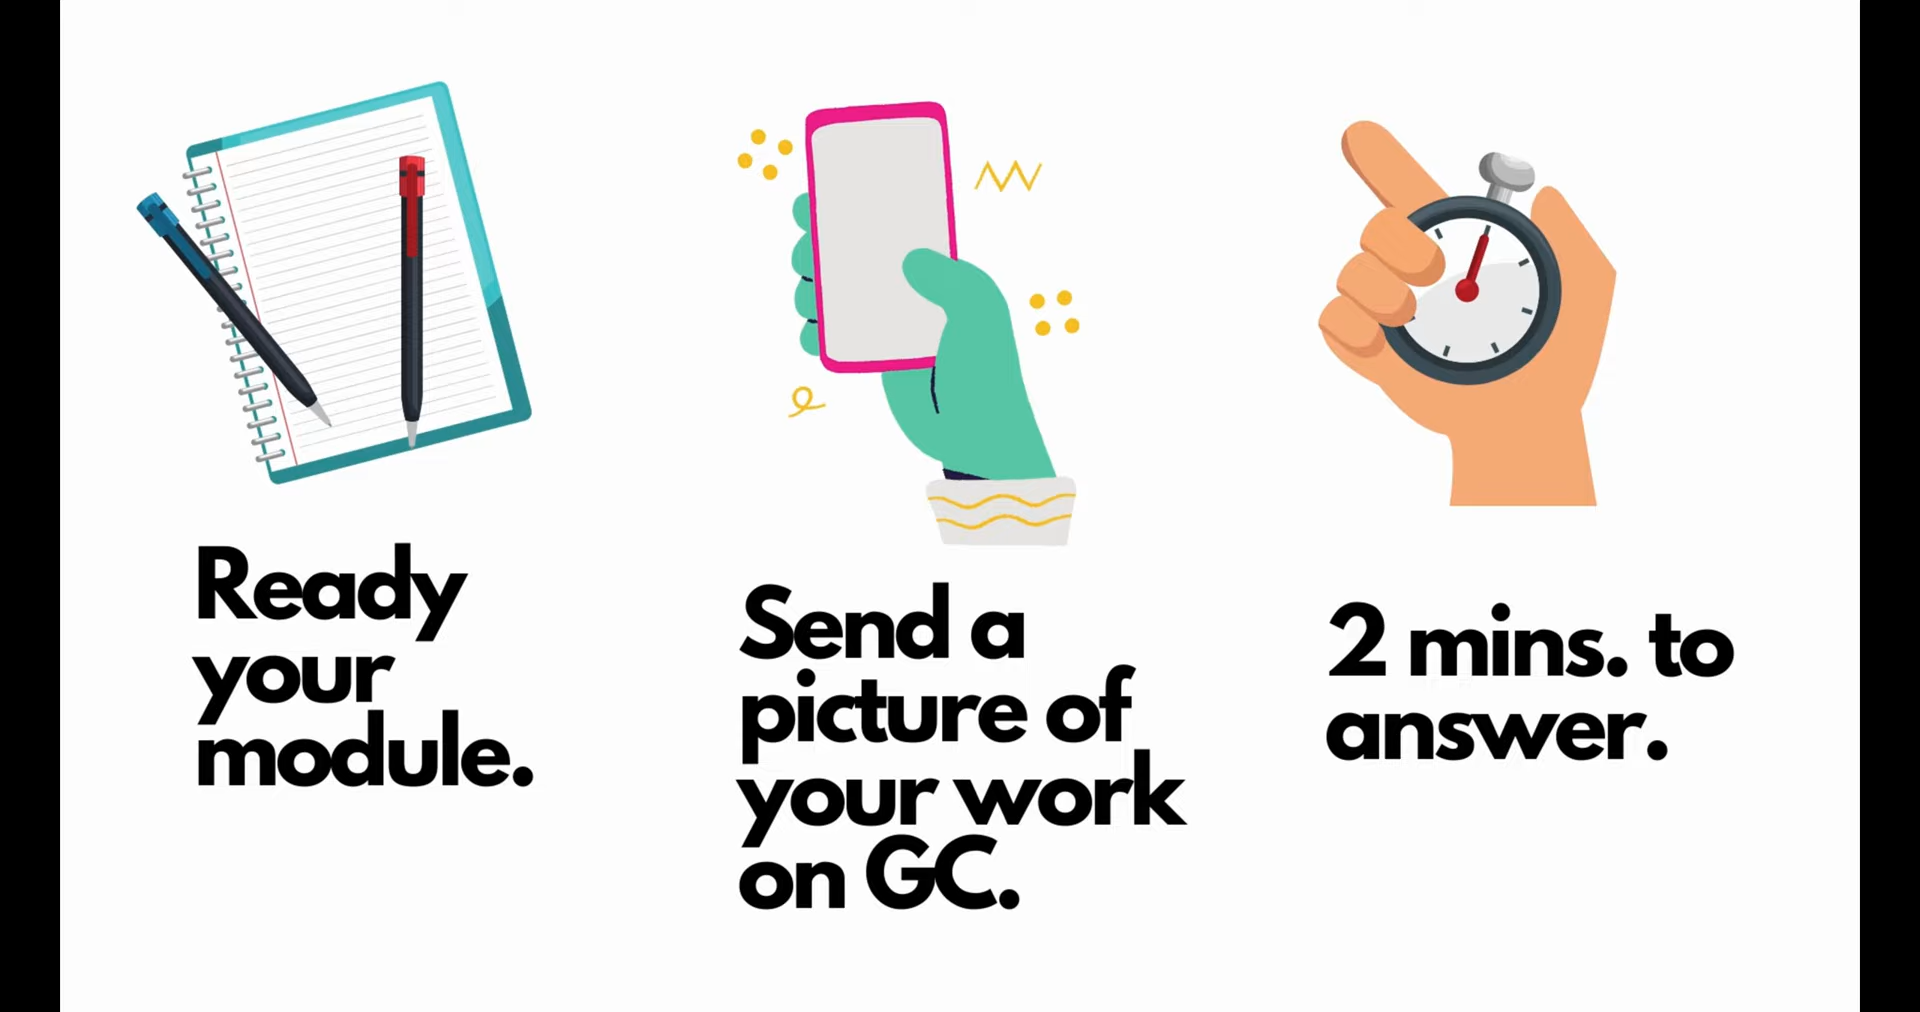 Ready
your
module.
Send a
picture of
your work
on GC.
2 mins. to
answer.